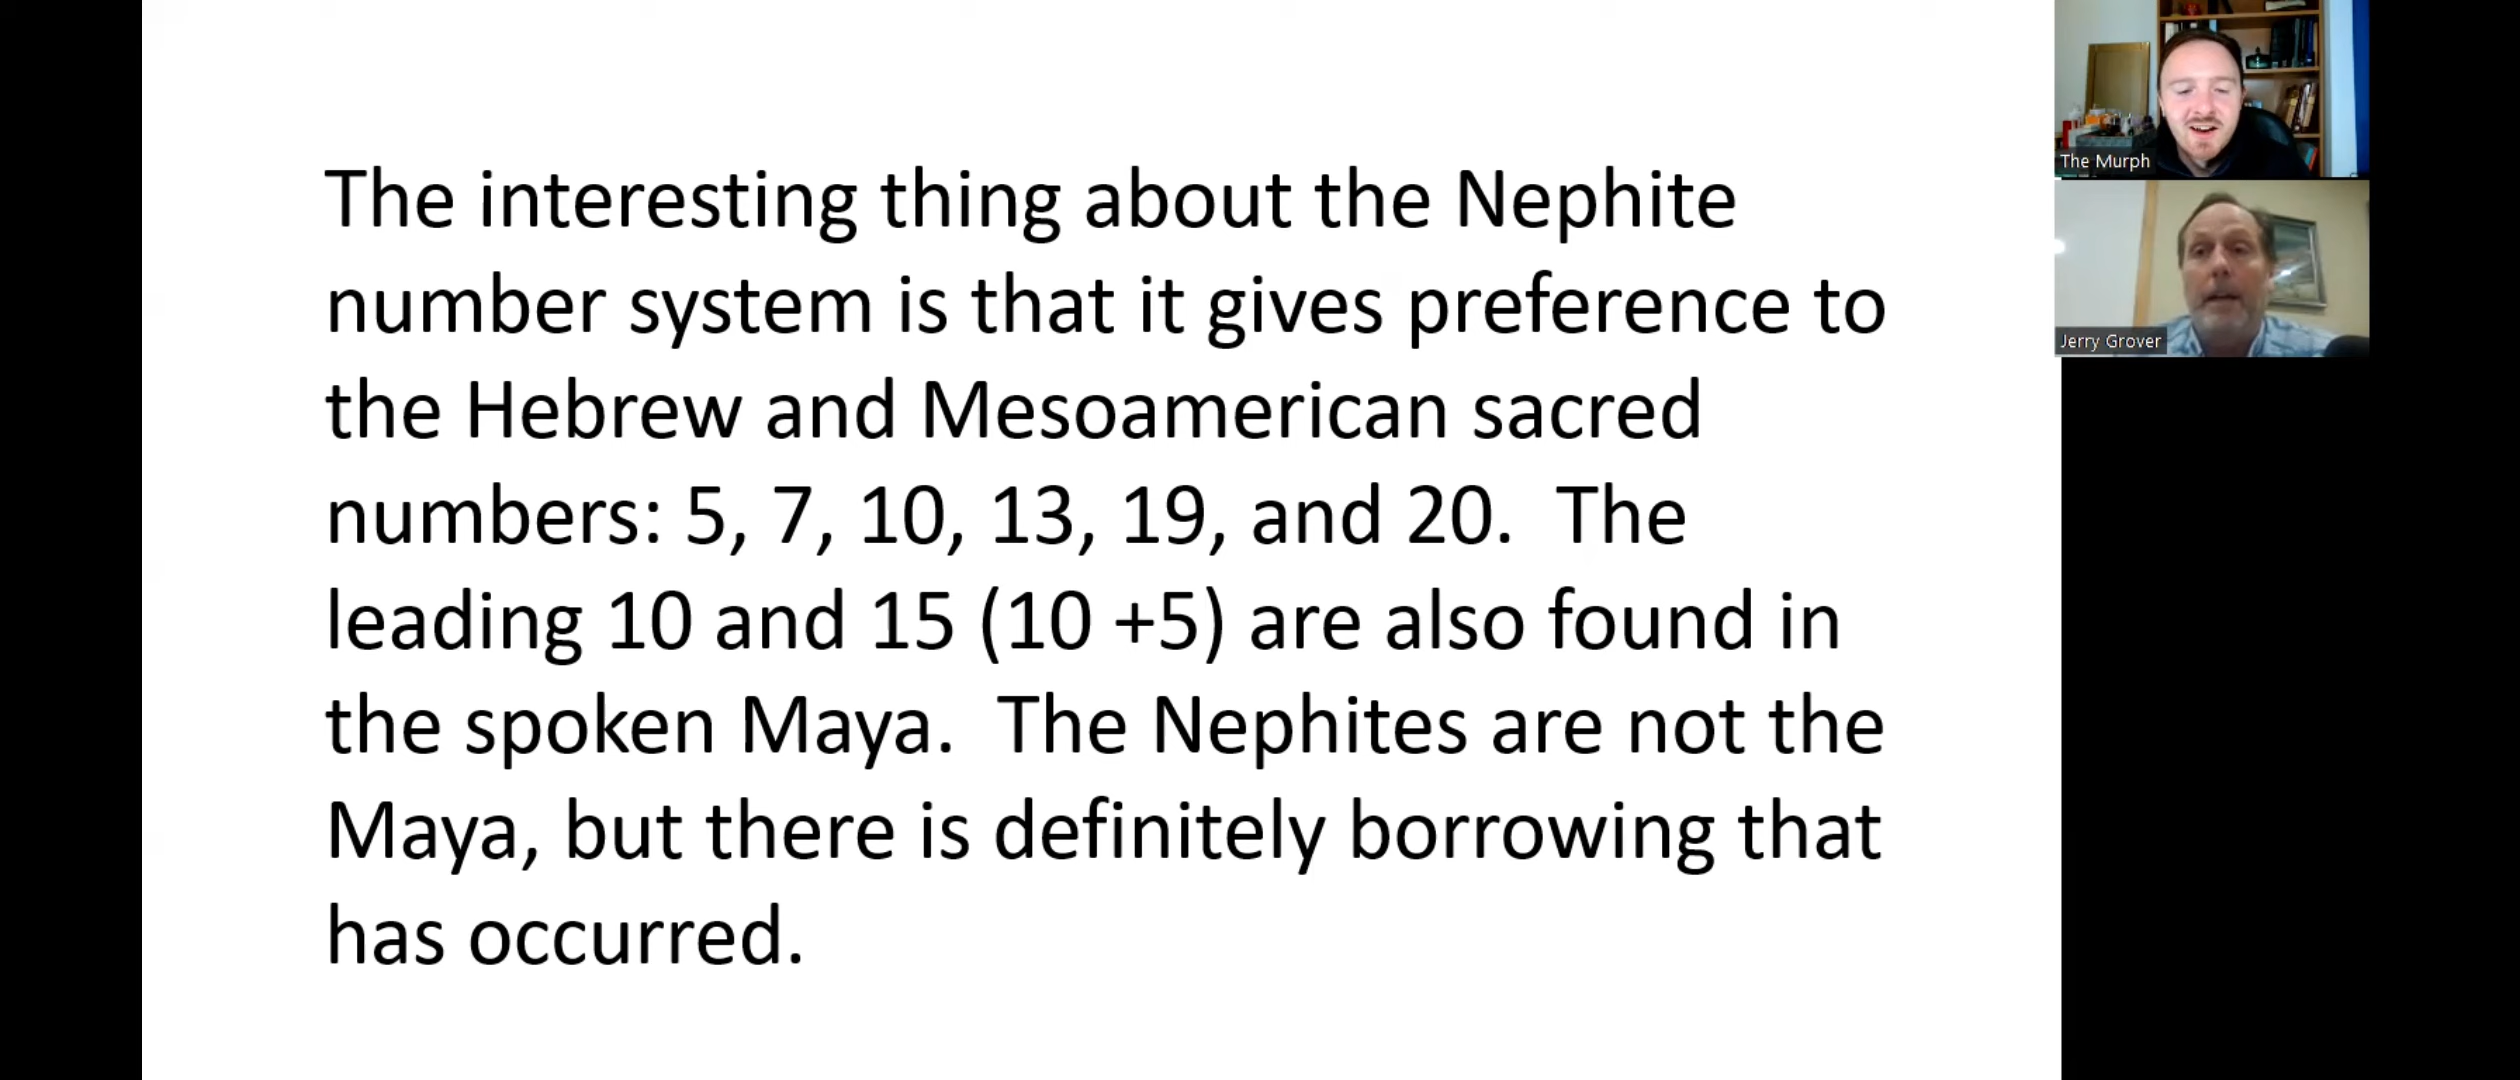 The interesting thing about the Nephite
number system is that it gives preference to
the Hebrew and Mesoamerican sacred
numbers: 5, 7, 10, 13, 19, and 20.  The
leading 10 and 15 (10 +5) are also found in
the spoken Maya.  The Nephites are not the
Maya, but there is definitely borrowing that
has occurred.
The Murph
Jerry Grover